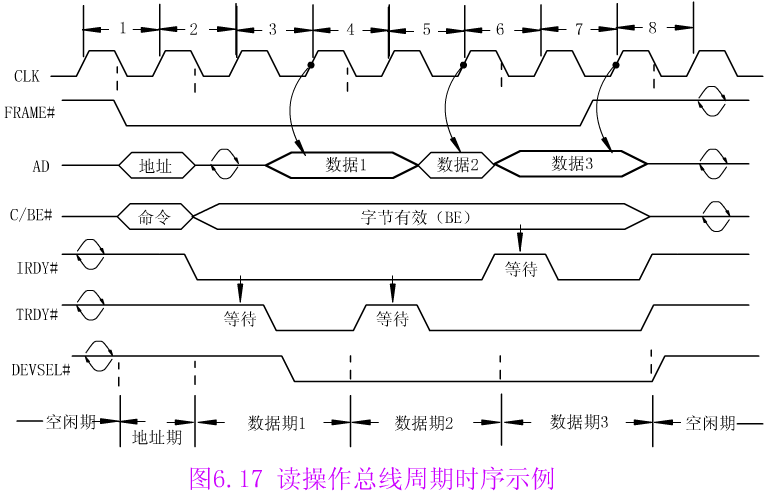 1 2 3 4 5 6 7 8
CLK
FRAME#
AD 地址 数据1 数据2 数据3
C/BE# 命令 字节有效（BE）
IRDY# 等待
TRDY# 等待 等待
DEVSEL#
空闲期 地址期 数据期1 数据期2 数据期3 空闲期
图6.17 读操作总线周期时序示例